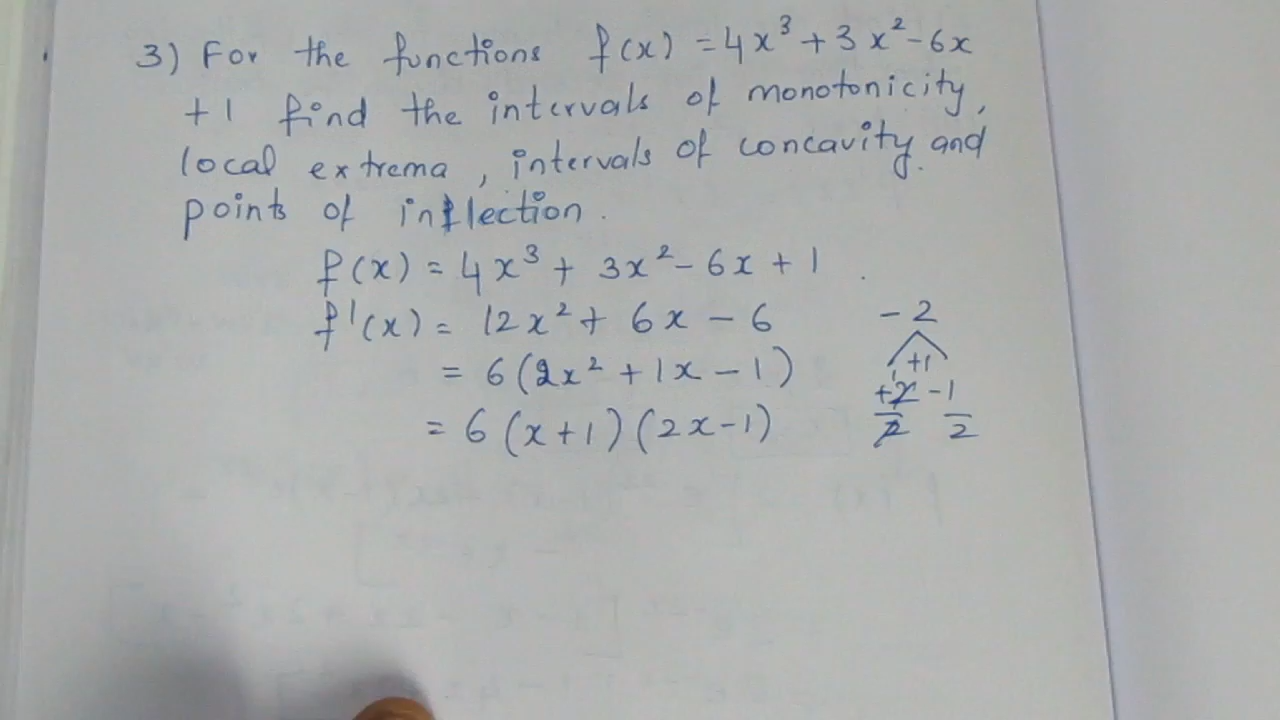 3) For the functions f(x) = 4x³ + 3x² - 6x
+1 find the intervals of monotonicity,
local extrema, intervals of concavity and
points of inflection.
f(x) = 4x³ + 3x² - 6x + 1
f'(x) = 12x² + 6x - 6
= 6(2x² + 1x - 1)
= 6(x+1)(2x-1)
-2
+1
+2 -1
2 2